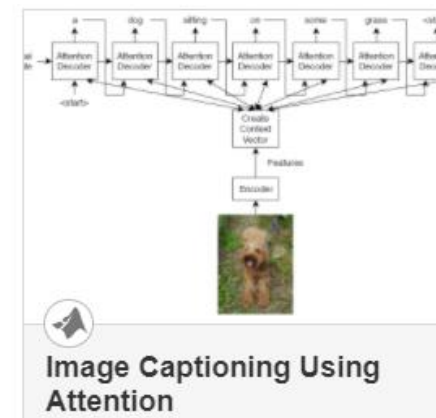 a dog sitting on some grass
Attention Attention Attention Attention Attention Attention
Decoder Decoder Decoder Decoder Decoder Decoder
<start>
Create
Context
Vector
Features
Encoder
Image Captioning Using
Attention